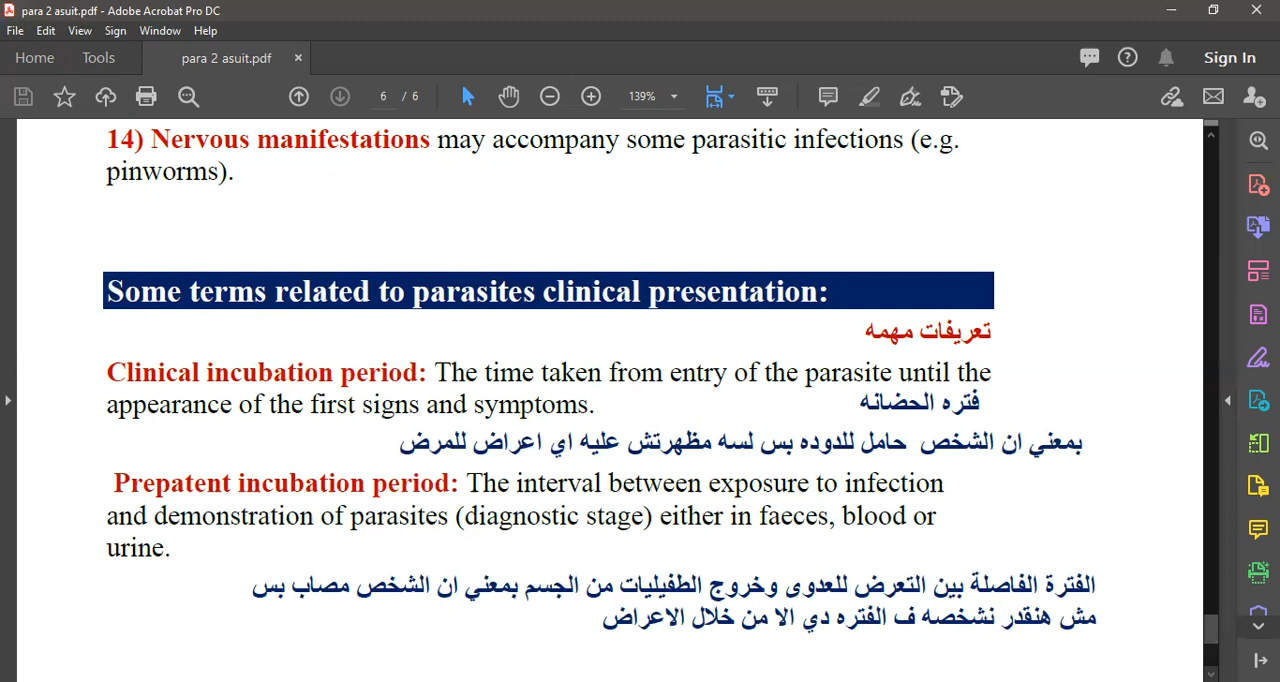 para 2 asuit.pdf - Adobe Acrobat Pro DC
File Edit View Sign Window Help
Home Tools para 2 asuit.pdf × Sign In
6 / 6 139%
14) Nervous manifestations may accompany some parasitic infections (e.g.
pinworms).
Some terms related to parasites clinical presentation:
تعريفات مهمه
Clinical incubation period: The time taken from entry of the parasite until the
appearance of the first signs and symptoms. فتره الحضانه
بمعني ان الشخص حامل للدوده بس لسه مظهرتش عليه اي اعراض للمرض
Prepatent incubation period: The interval between exposure to infection
and demonstration of parasites (diagnostic stage) either in faeces, blood or
urine.
الفترة الفاصلة بين التعرض للعدوى وخروج الطفيليات من الجسم بمعني ان الشخص مصاب بس
مش هنقدر نشخصه ف الفتره دي الا من خلال الاعراض